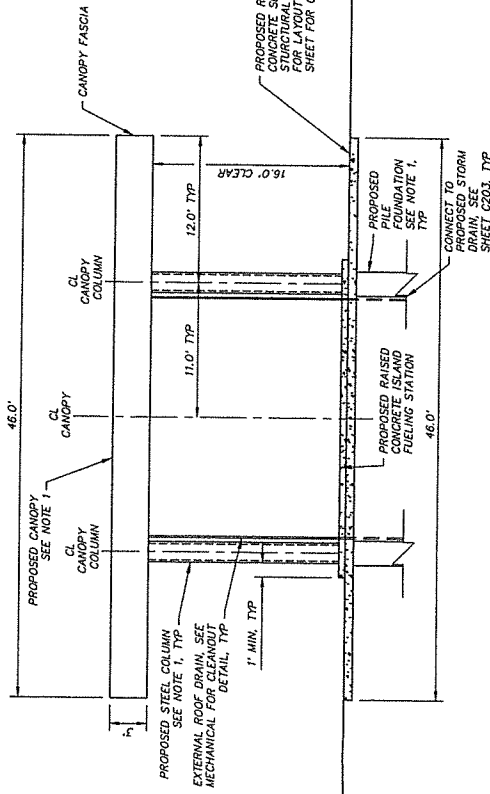 46.0'
PROPOSED CANOPY
SEE NOTE 1
CL
CANOPY
CL
CANOPY
COLUMN
CL
CANOPY
COLUMN
CANOPY FASCIA
3'
12.0' TYP
11.0' TYP
16.0' CLEAR
PROPOSED STEEL COLUMN
SEE NOTE 1, TYP
EXTERNAL ROOF DRAIN, SEE
MECHANICAL FOR CLEANOUT
DETAIL, TYP
1' MIN, TYP
PROPOSED RAISED
CONCRETE ISLAND
FUELING STATION
PROPOSED
PILE
FOUNDATION
SEE NOTE 1,
TYP
CONNECT TO
PROPOSED STORM
DRAIN, SEE
SHEET C203, TYP
PROPOSED
CONCRETE
STURCTURAL
FOR LAYOUT
SHEET FOR
46.0'